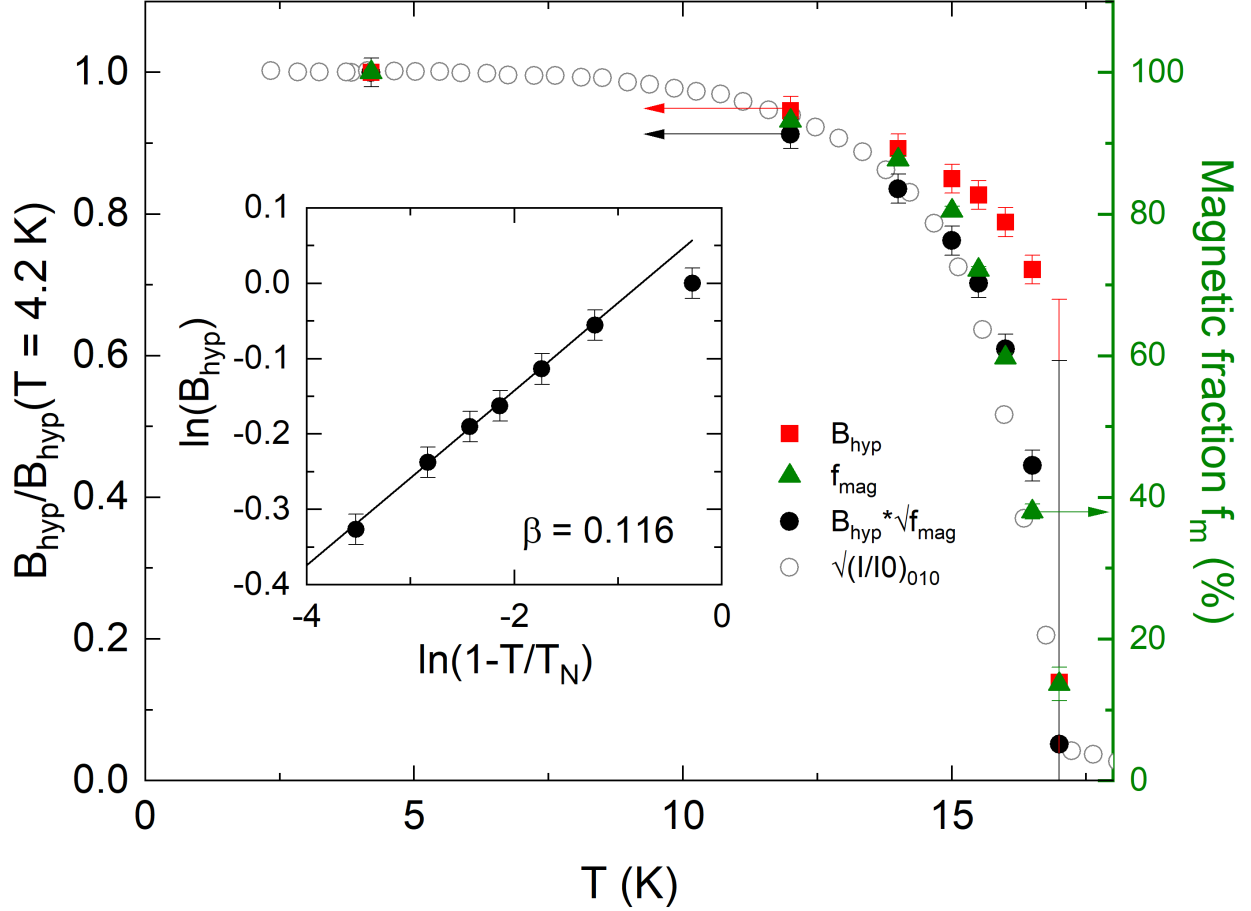 B_hyp/B_hyp(T = 4.2 K)
1.0
0.8
0.6
0.4
0.2
0.0
0
5
10
15
T (K)
100
80
60
40
20
0
Magnetic fraction f_m (%)
B_hyp
f_mag
B_hyp*√f_mag
√(I/I0)_010
ln(B_hyp)
0.1
0.0
-0.1
-0.2
-0.3
-0.4
-4
-2
0
ln(1-T/T_N)
β = 0.116